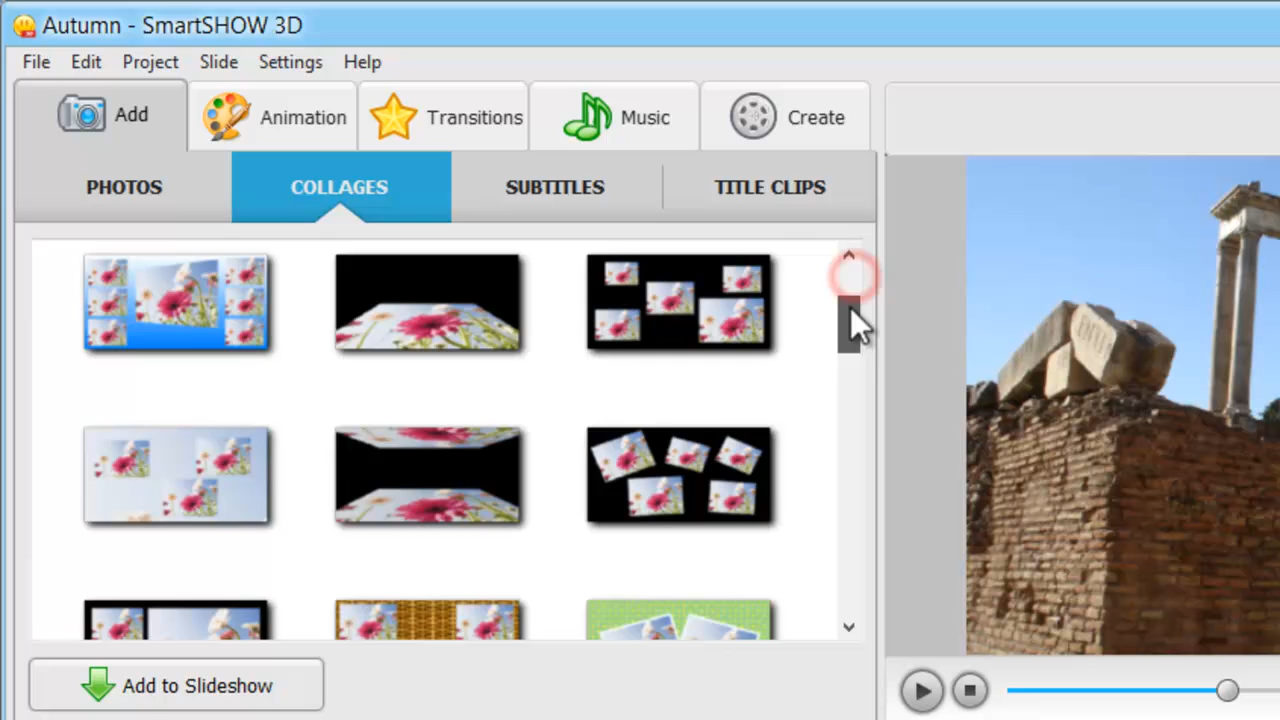 Autumn - SmartSHOW 3D
File Edit Project Slide Settings Help
Add Animation Transitions Music Create
PHOTOS COLLAGES SUBTITLES TITLE CLIPS
Add to Slideshow